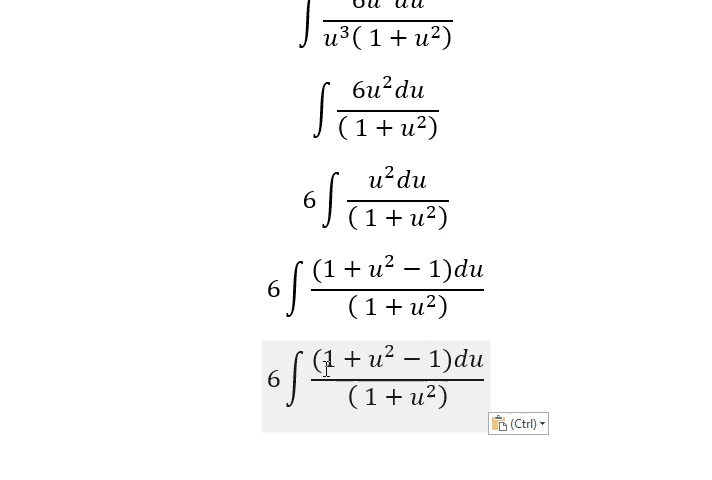 ∫ du / u³( 1 + u²)
∫ 6u²du / ( 1 + u²)
6 ∫ u²du / ( 1 + u²)
6 ∫ (1 + u² − 1)du / ( 1 + u²)
6 ∫ (1 + u² − 1)du / ( 1 + u²)
(Ctrl)